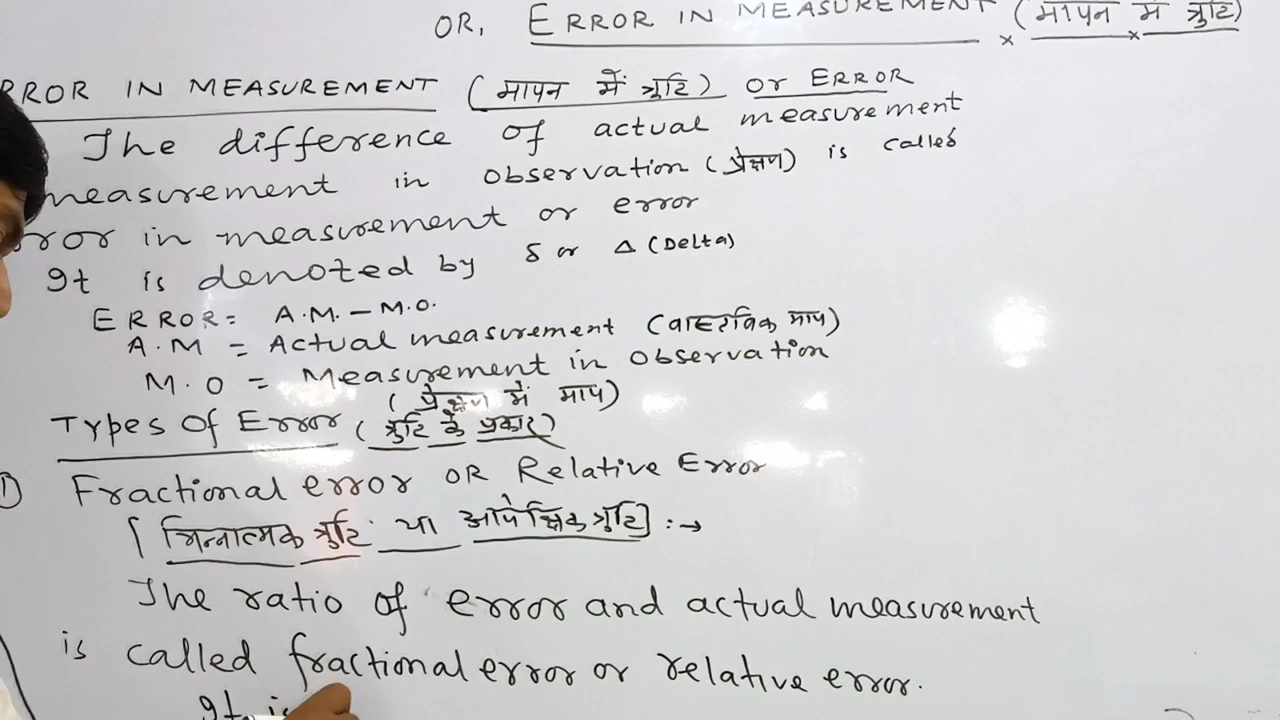 OR, ERROR IN MEASUREMENT (मापन में त्रुटि)
RROR IN MEASUREMENT (मापन में त्रुटि) or ERROR
The difference of actual measurement
measurement in observation (प्रेक्षण) is called
ror in measurement or error
It is denoted by δ or Δ (Delta)
ERROR = A.M. - M.O.
A.M = Actual measurement (वास्तविक माप)
M.O = Measurement in Observation
(प्रेक्षण में माप)
Types of Error (त्रुटि के प्रकार)
① Fractional error OR Relative Error
[भिन्नात्मक त्रुटि या आपेक्षिक त्रुटि] :→
The ratio of error and actual measurement
is called fractional error or relative error.
It is